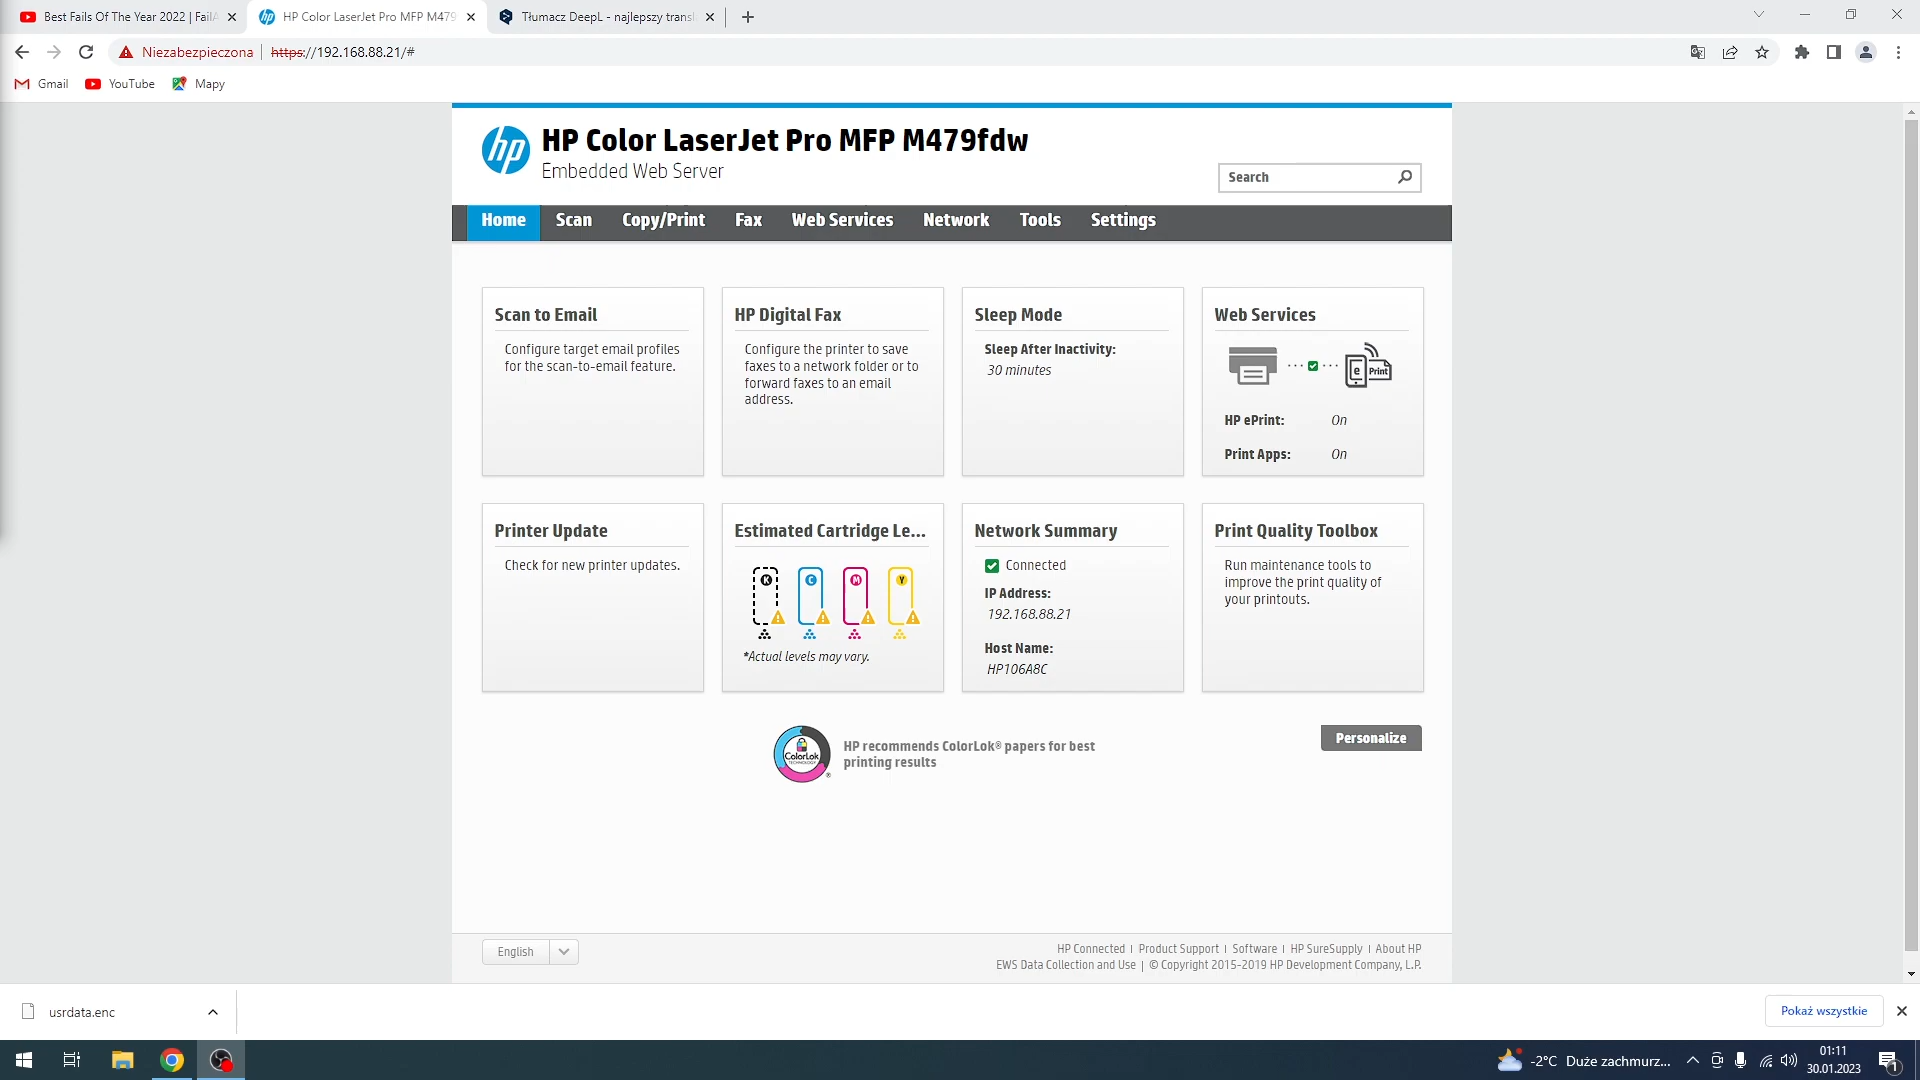 Best Fails Of The Year 2022 | FailA
HP Color LaserJet Pro MFP M479
Tłumacz DeepL - najlepszy transl
Niezabezpieczona
https://192.168.88.21/#
Gmail
YouTube
Mapy
hp
HP Color LaserJet Pro MFP M479fdw
Embedded Web Server
Search
Home
Scan
Copy/Print
Fax
Web Services
Network
Tools
Settings
Scan to Email
Configure target email profiles
for the scan-to-email feature.
HP Digital Fax
Configure the printer to save
faxes to a network folder or to
forward faxes to an email
address.
Sleep Mode
Sleep After Inactivity:
30 minutes
Web Services
e Print
HP ePrint: On
Print Apps: On
Printer Update
Check for new printer updates.
Estimated Cartridge Le...
K C M Y
*Actual levels may vary.
Network Summary
Connected
IP Address:
192.168.88.21
Host Name:
HP106A8C
Print Quality Toolbox
Run maintenance tools to
improve the print quality of
your printouts.
ColorLok
TECHNOLOGY
®
HP recommends ColorLok® papers for best
printing results
Personalize
English
HP Connected | Product Support | Software | HP SureSupply | About HP
EWS Data Collection and Use | © Copyright 2015-2019 HP Development Company, L.P.
usrdata.enc
Pokaż wszystkie
-2°C Duże zachmurz...
01:11
30.01.2023
1